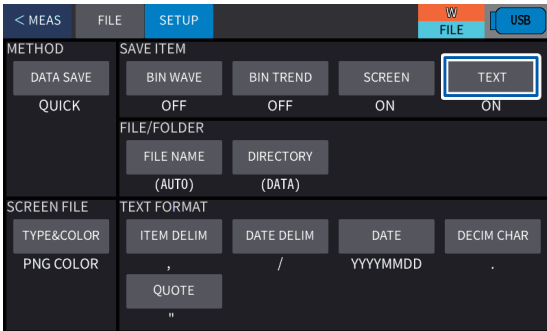 < MEAS FILE SETUP W FILE USB
METHOD SAVE ITEM
DATA SAVE BIN WAVE BIN TREND SCREEN TEXT
QUICK OFF OFF ON ON
FILE/FOLDER
FILE NAME DIRECTORY
(AUTO) (DATA)
SCREEN FILE TEXT FORMAT
TYPE&COLOR ITEM DELIM DATE DELIM DATE DECIM CHAR
PNG COLOR , / YYYYMMDD .
QUOTE
"